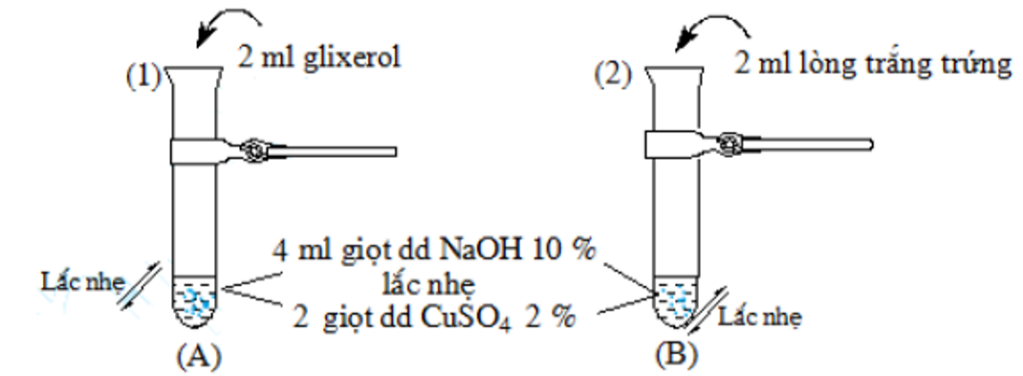 2 ml glixerol
(1)
(2)
2 ml lòng trắng trứng
4 ml giọt dd NaOH 10 %
Lắc nhẹ
lắc nhẹ
2 giọt dd CuSO₄ 2 %
Lắc nhẹ
(A)
(B)